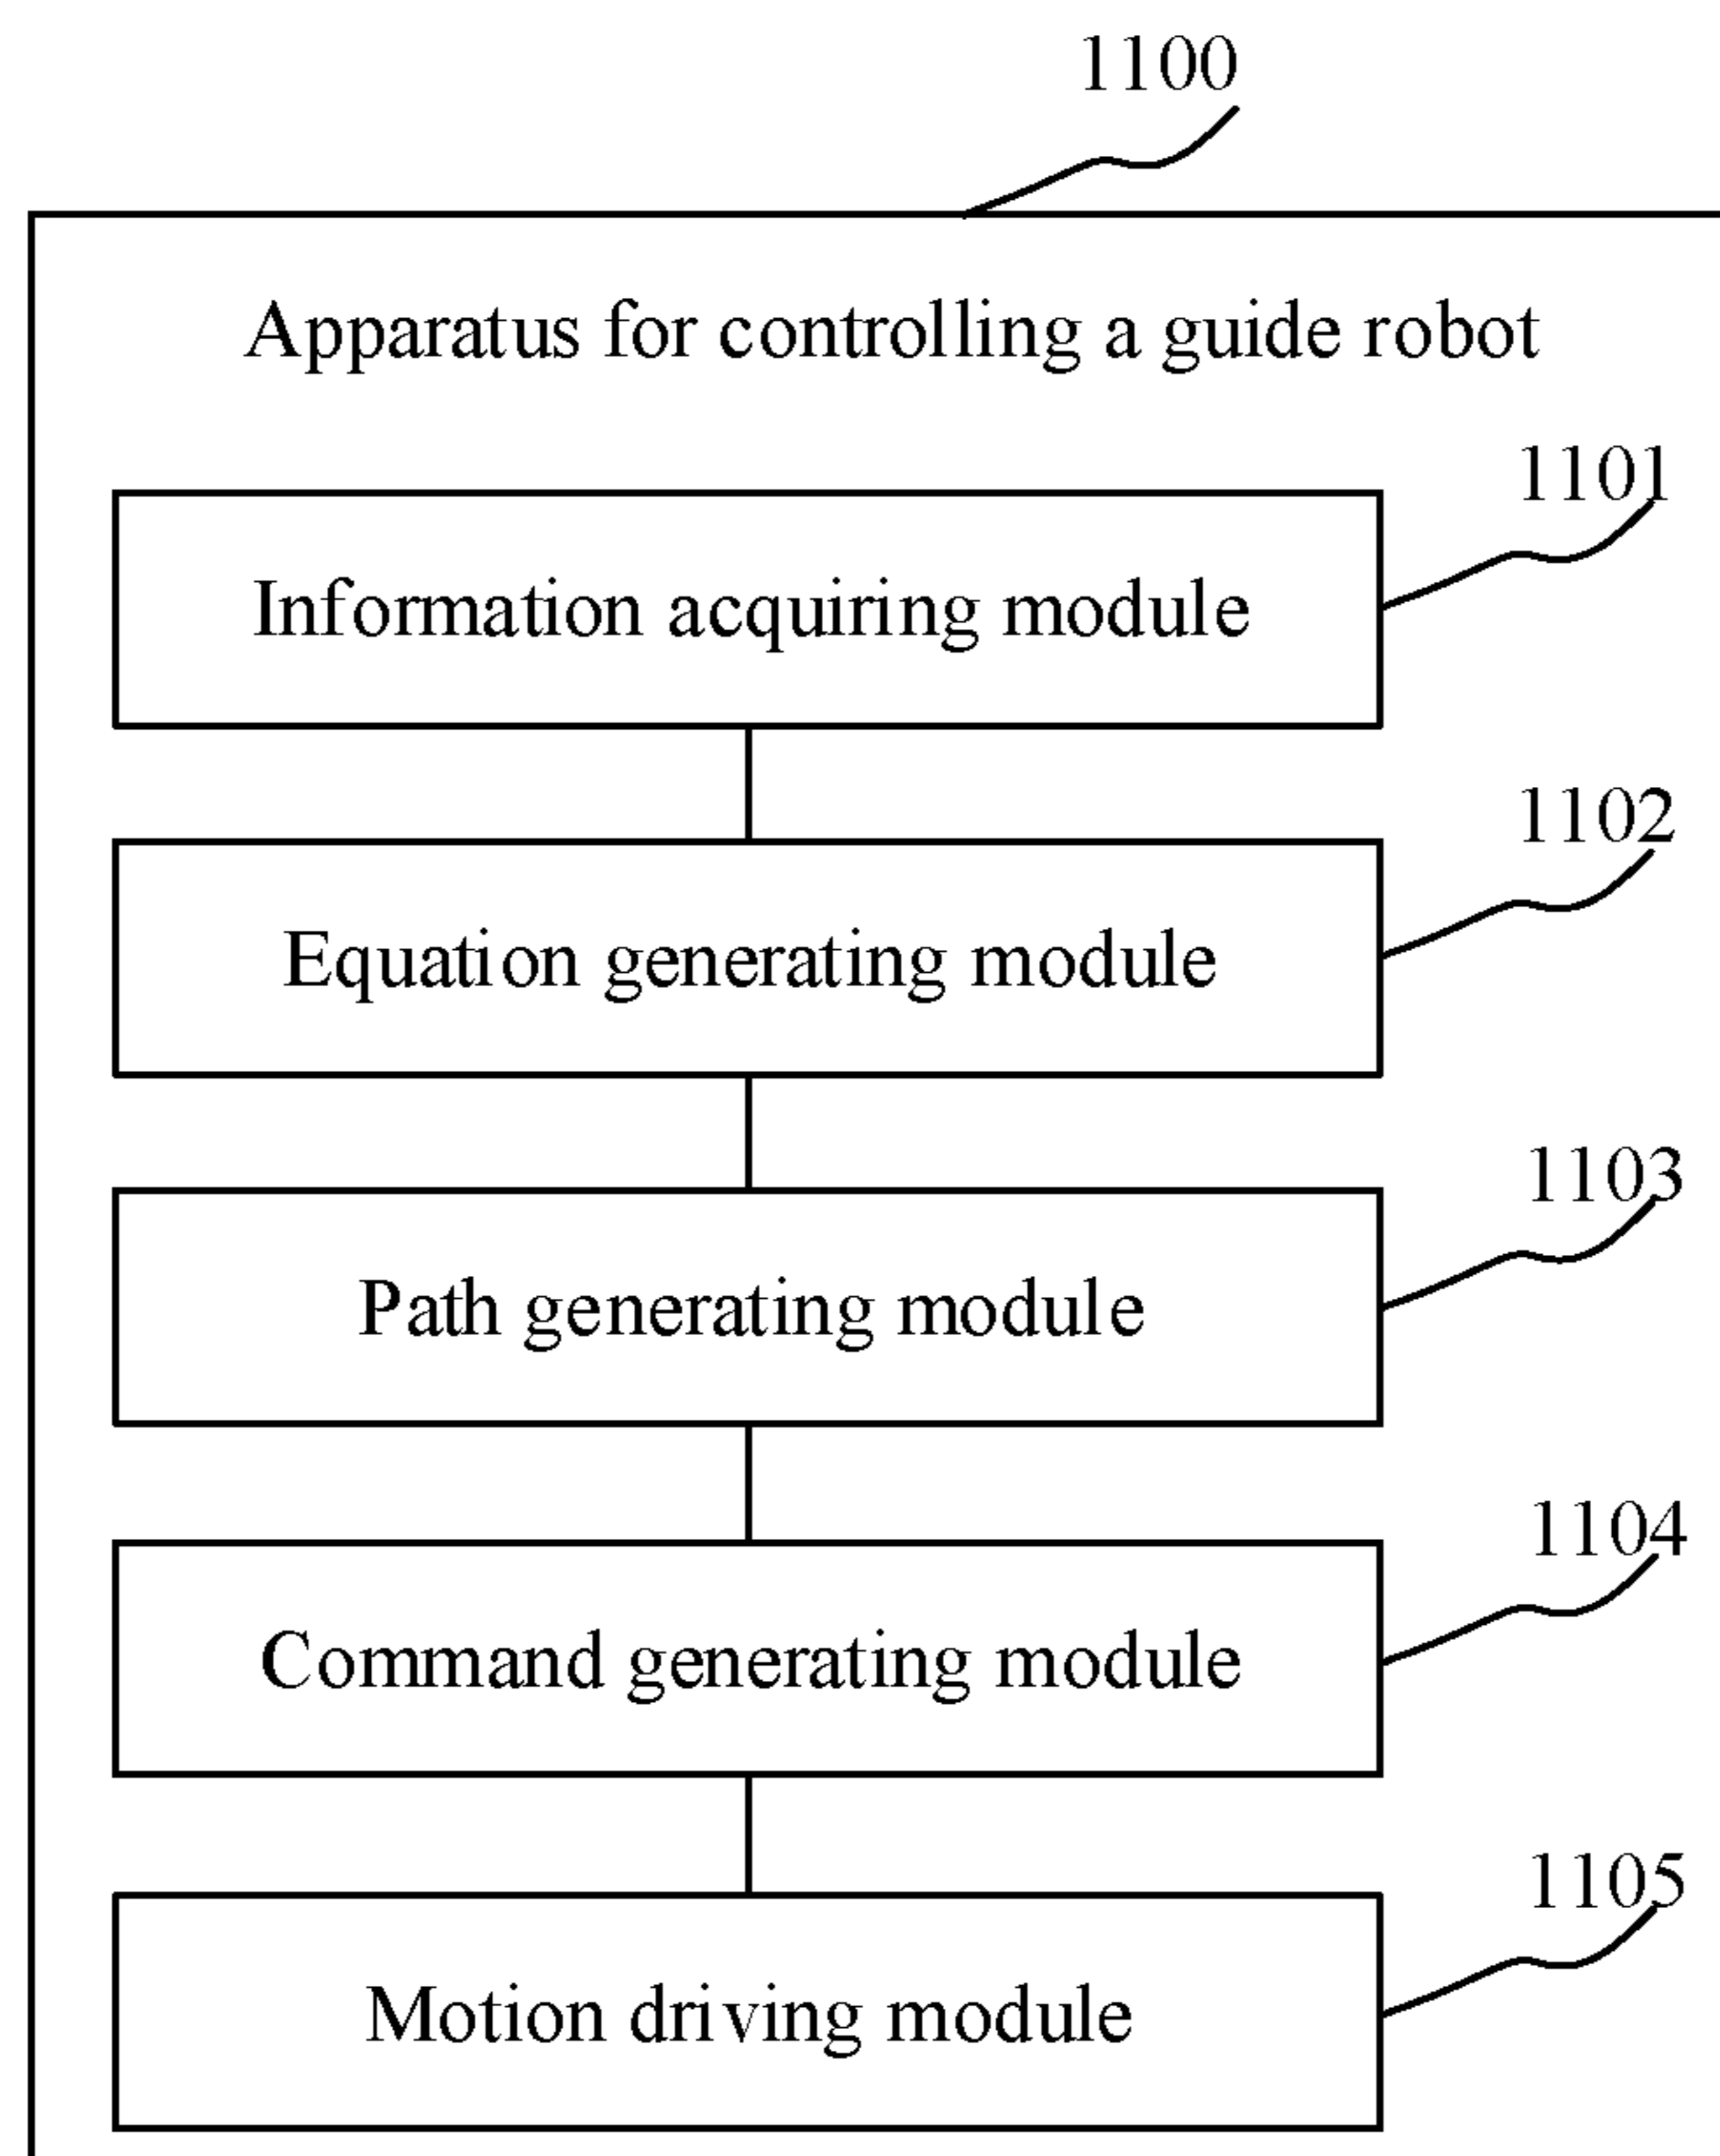 1100
Apparatus for controlling a guide robot
1101
Information acquiring module
1102
Equation generating module
1103
Path generating module
1104
Command generating module
1105
Motion driving module